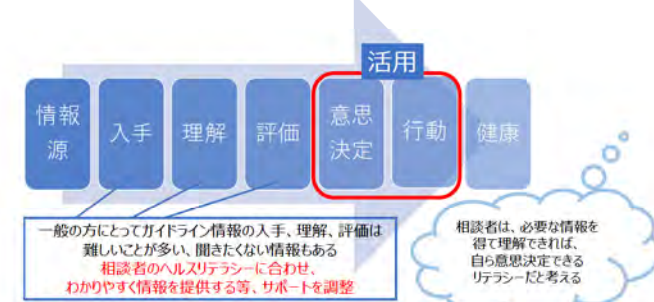 活用
情報
源
入手
理解
評価
意思
決定
行動
健康
一般の方にとってガイドライン情報の入手、理解、評価は
難しいことが多い、聞きたくない情報もある
相談者のヘルスリテラシーに合わせ、
わかりやすく情報を提供する等、サポートを調整
相談者は、必要な情報を
得て理解できれば、
自ら意思決定できる
リテラシーだと考える